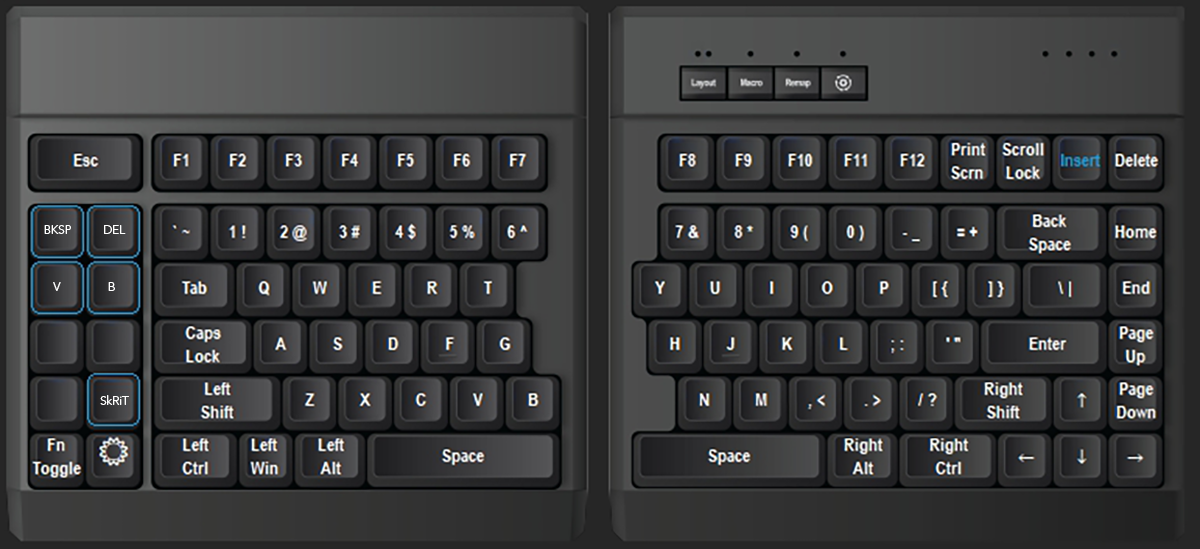 Layout Macro Remap
Esc F1 F2 F3 F4 F5 F6 F7
F8 F9 F10 F11 F12 Print Scrn Scroll Lock Insert Delete
BKSP DEL ` ~ 1 ! 2 @ 3 # 4 $ 5 % 6 ^
7 & 8 * 9 ( 0 ) - _ = + Back Space Home
V B Tab Q W E R T
Y U I O P [ { ] } \ | End
Caps Lock A S D F G
H J K L ; : ' " Enter Page Up
SkRiT Left Shift Z X C V B
N M , < . > / ? Right Shift ↑ Page Down
Fn Toggle Left Ctrl Left Win Left Alt Space
Space Right Alt Right Ctrl ← ↓ →